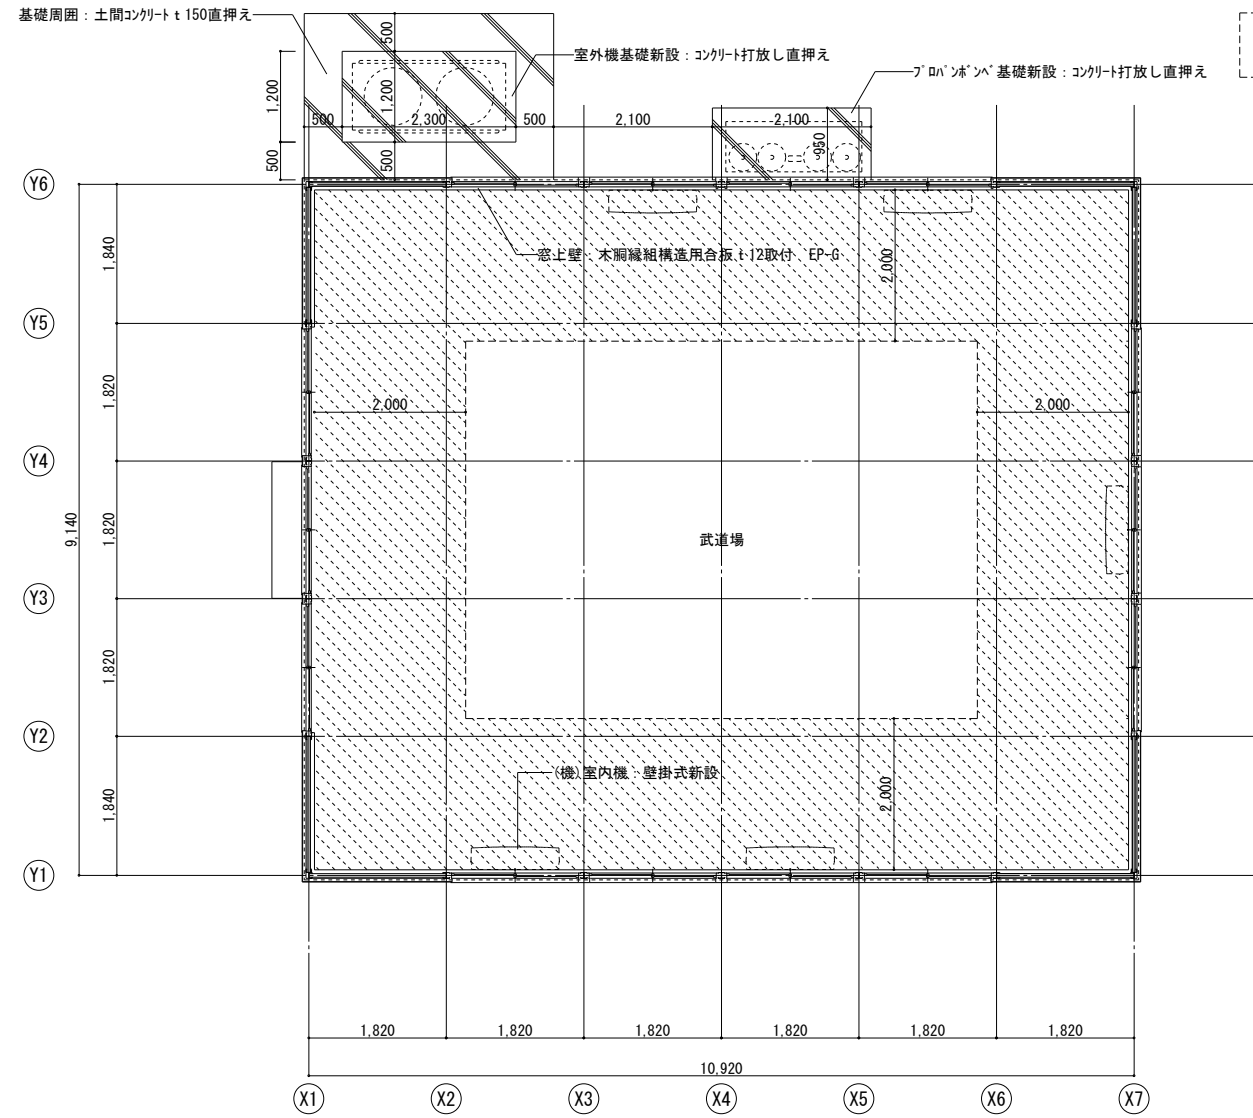 基礎周囲：土間コンクリート t 150直押え
500
室外機基礎新設：コンクリート打放し直押え
プロパンボンベ基礎新設：コンクリート打放し直押え
1,200
1,200
500
2,300
500
2,100
2,100
950
500
500
Y6
窓上壁：木胴縁組構造用合板 t 12取付　EP-G
1,840
2,000
Y5
1,820
2,000
2,000
Y4
9,140
1,820
武道場
Y3
1,820
Y2
(機)室内機：壁掛式新設
1,840
2,000
Y1
1,820
1,820
1,820
1,820
1,820
1,820
10,920
X1
X2
X3
X4
X5
X6
X7